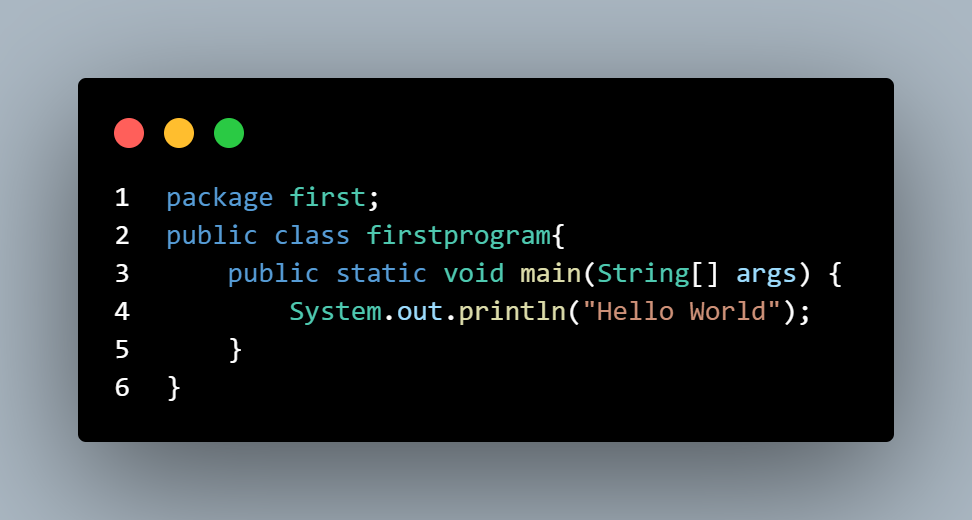 1 package first;
2 public class firstprogram{
3     public static void main(String[] args) {
4         System.out.println("Hello World");
5     }
6 }